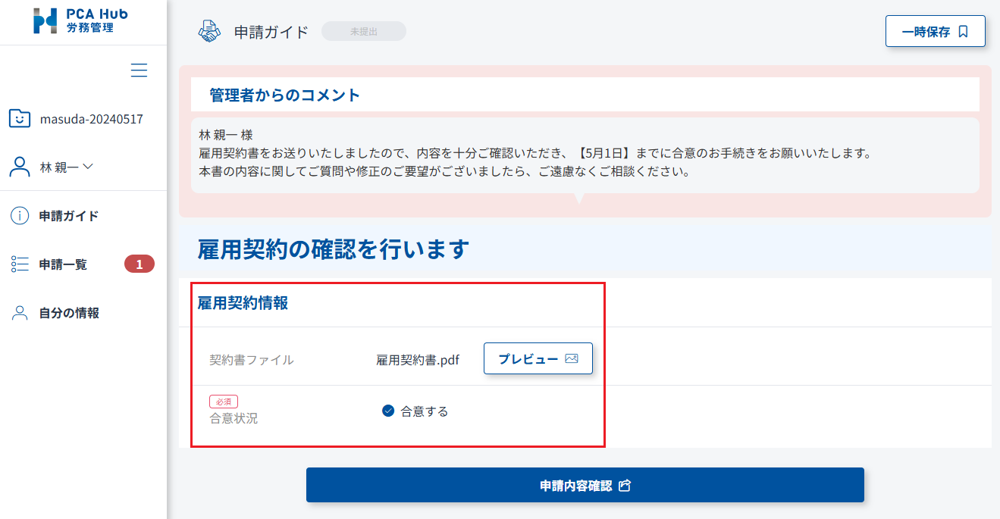 PCA Hub
労務管理
masuda-20240517
林 親一
申請ガイド
申請一覧 1
自分の情報
申請ガイド 未提出 一時保存
管理者からのコメント
林 親一 様
雇用契約書をお送りいたしましたので、内容を十分ご確認いただき、【5月1日】までに合意のお手続きをお願いいたします。
本書の内容に関してご質問や修正のご要望がございましたら、ご遠慮なくご相談ください。
雇用契約の確認を行います
雇用契約情報
契約書ファイル 雇用契約書.pdf プレビュー
必須
合意状況 合意する
申請内容確認